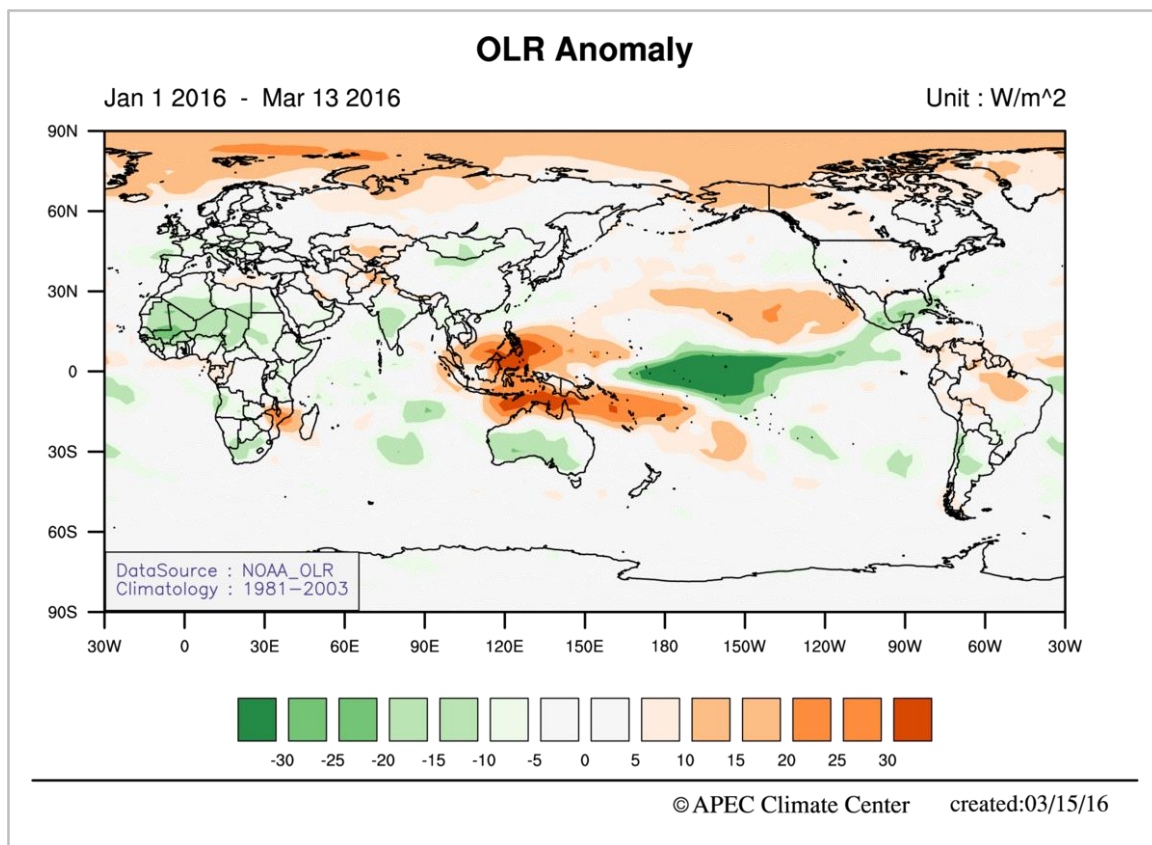 OLR Anomaly
Jan 1 2016 - Mar 13 2016 Unit : W/m^2
90N
60N
30N
0
30S
60S
90S
DataSource : NOAA_OLR
Climatology : 1981-2003
30W 0 30E 60E 90E 120E 150E 180 150W 120W 90W 60W 30W
-30 -25 -20 -15 -10 -5 0 5 10 15 20 25 30
©APEC Climate Center created:03/15/16